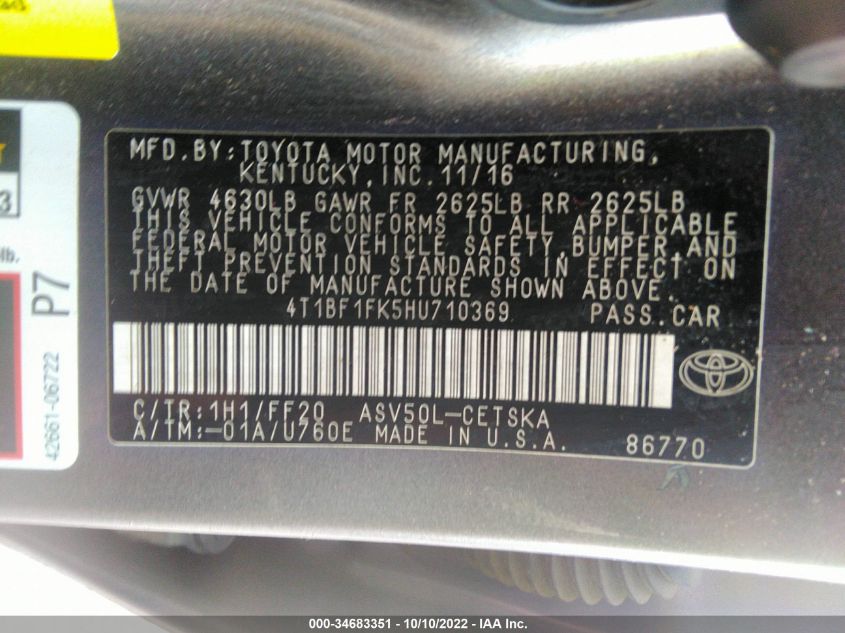 MFD.BY:TOYOTA MOTOR MANUFACTURING,
KENTUCKY,INC.11/16
GVWR 4630LB GAWR FR 2625LB RR 2625LB
THIS VEHICLE CONFORMS TO ALL APPLICABLE
FEDERAL MOTOR VEHICLE SAFETY,BUMPER,AND
THEFT PREVENTION STANDARDS IN EFFECT ON
THE DATE OF MANUFACTURE SHOWN ABOVE.
4T1BF1FK5HU710369 PASS.CAR
C/TR:1H1/FF20 ASV50L-CETSKA
A/TM:-01A/U760E MADE IN U.S.A. 86770
lb.
P7
42661-06722
000-34683351 - 10/10/2022 - IAA Inc.